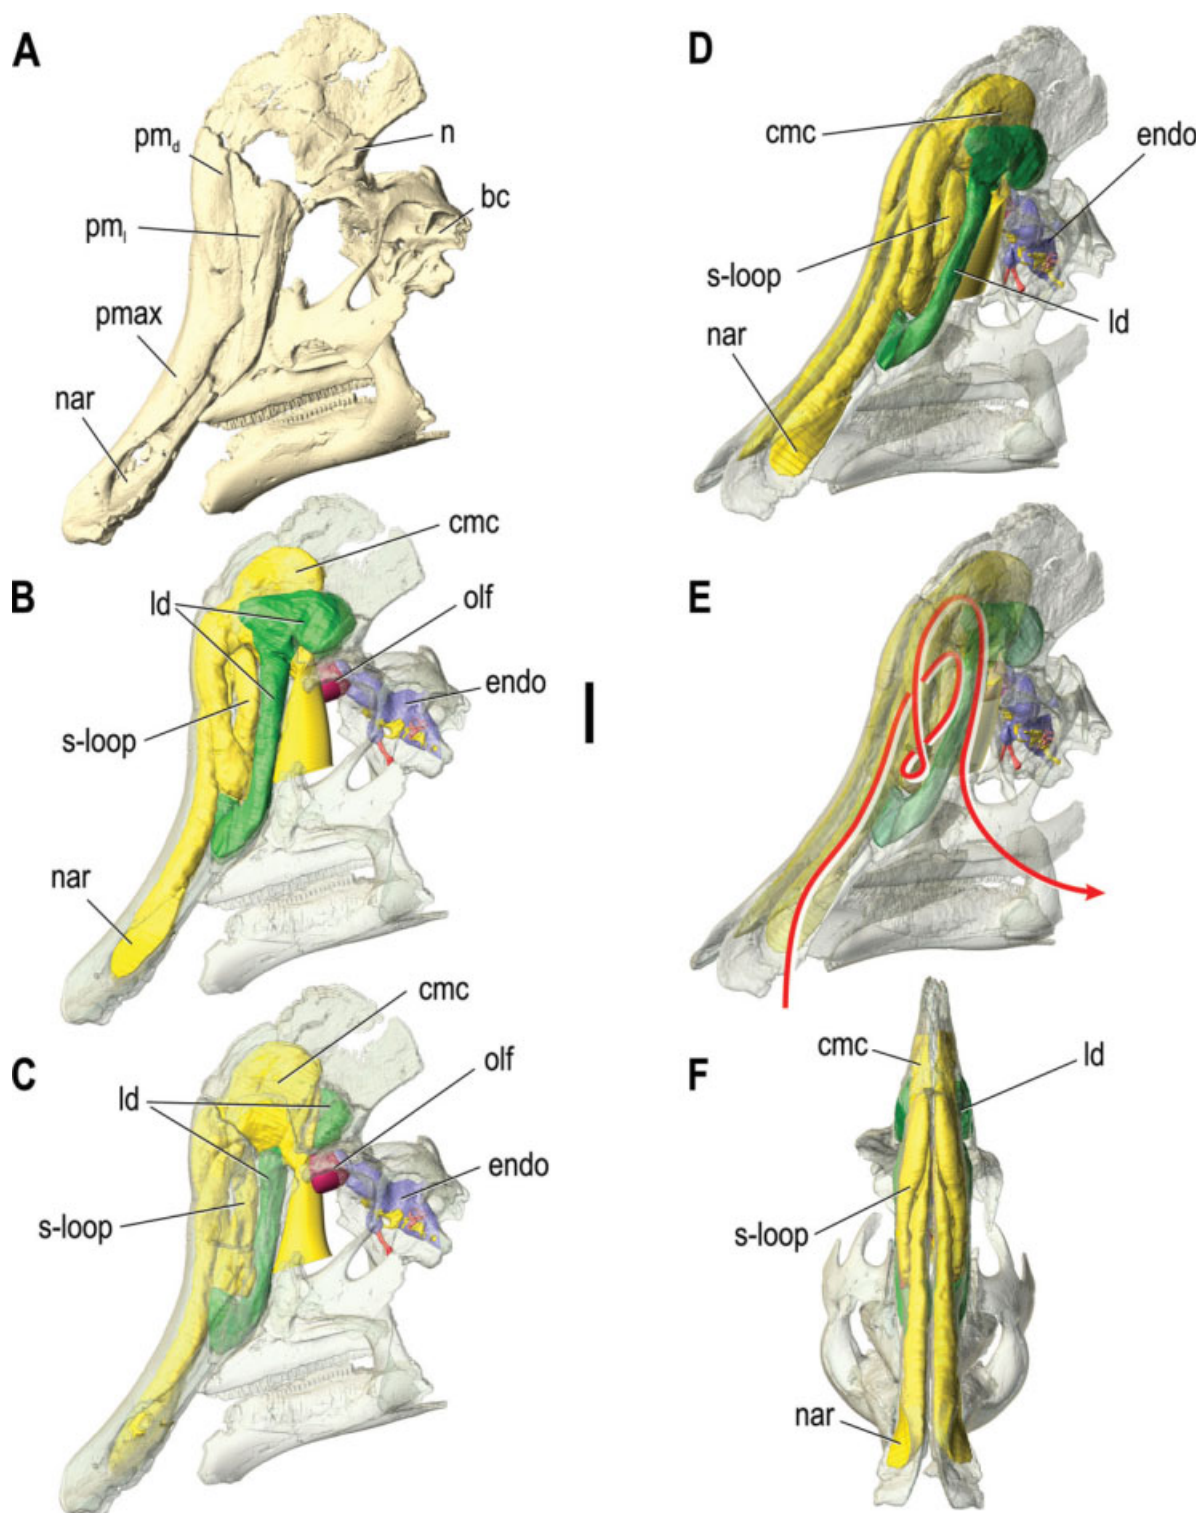 A
pmd
n
bc
pml
pmax
nar
B
cmc
ld
olf
endo
s-loop
nar
C
cmc
ld
olf
endo
s-loop
D
cmc
endo
s-loop
ld
nar
E
F
cmc
ld
s-loop
nar